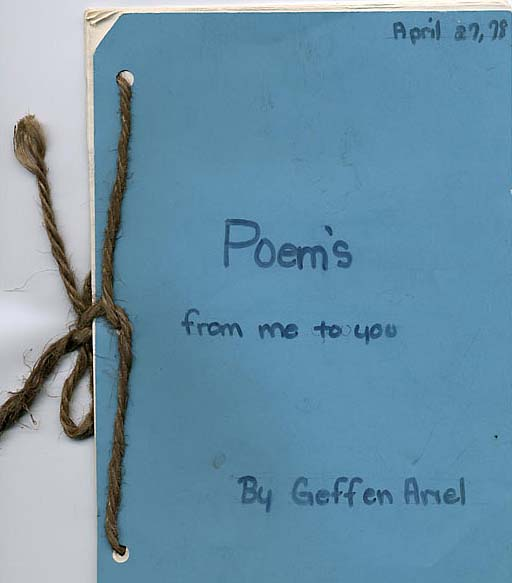 April 27, 78
Poem's
from me to you
By Geffen Ariel